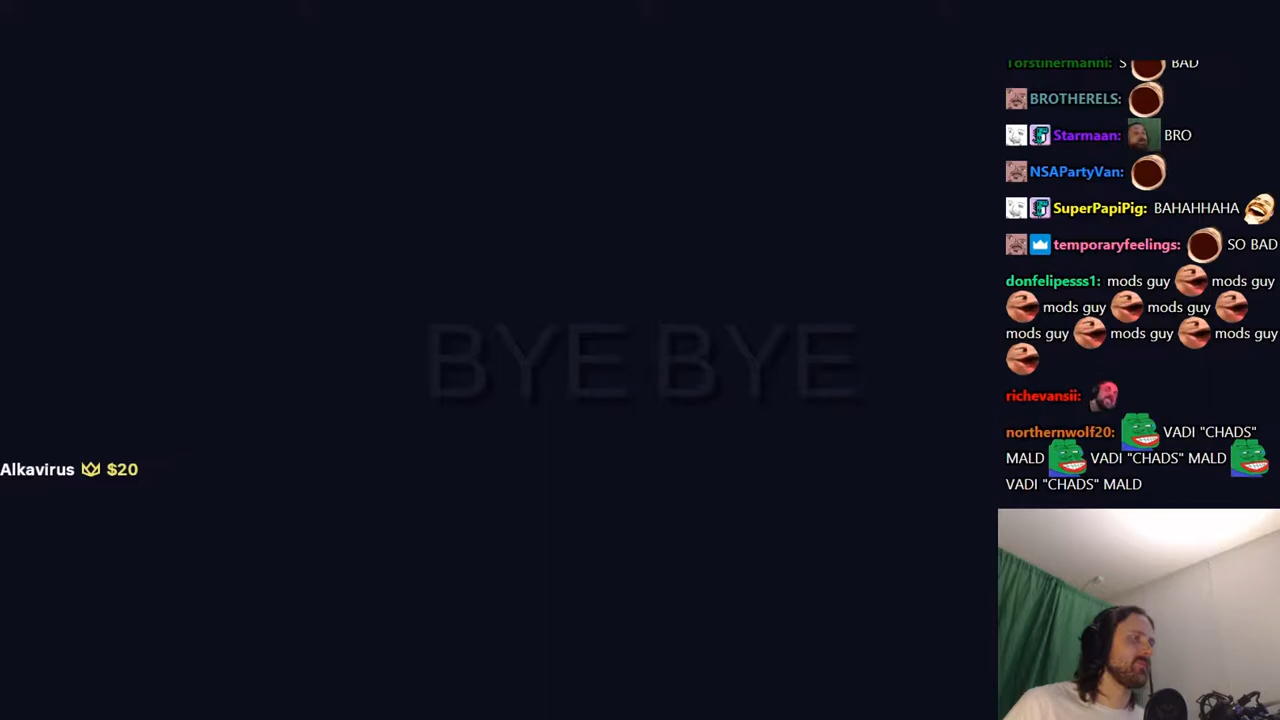 Torstinermanni: S BAD
BROTHERELS:
Starmaan: BRO
NSAPartyVan:
SuperPapiPig: BAHAHHAHA
temporaryfeelings: SO BAD
donfelipesss1: mods guy mods guy
mods guy mods guy
mods guy mods guy mods guy
richevansii:
northernwolf20: VADI "CHADS"
MALD VADI "CHADS" MALD
VADI "CHADS" MALD
BYE BYE
Alkavirus $20